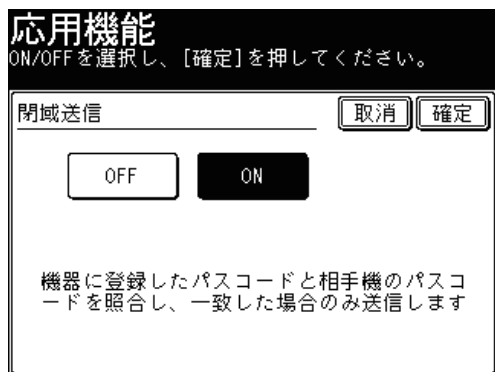 応用機能
ON/OFFを選択し、[確定]を押してください。
閉域送信
取消 確定
OFF ON
機器に登録したパスコードと相手機のパスコ
ードを照合し、一致した場合のみ送信します